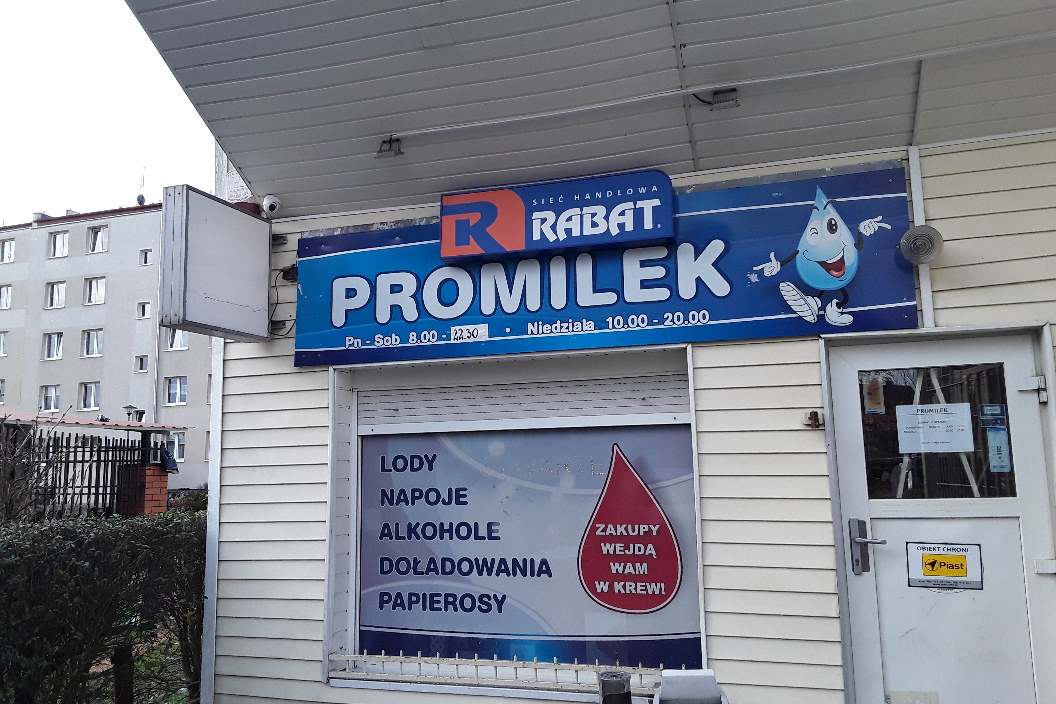 SIEĆ HANDLOWA
RABAT
PROMILEK
Pn - Sob 8.00 - 22.30 • Niedziala 10.00 - 20.00
LODY
NAPOJE
ALKOHOLE
DOŁADOWANIA
PAPIEROSY
ZAKUPY
WEJDĄ
WAM
W KREW!
PROMILEK
OBIEKT CHRONI
Piast